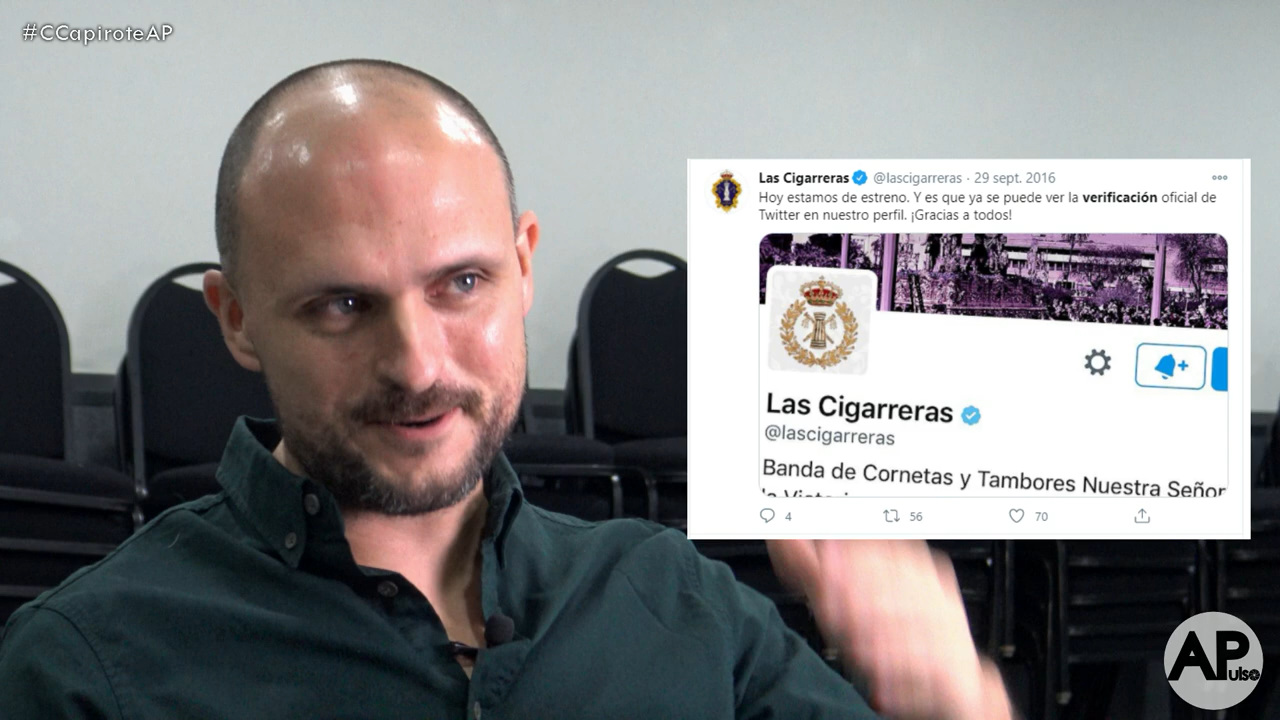 #CCapiroteAP
Las Cigarreras @lascigarreras · 29 sept. 2016
Hoy estamos de estreno. Y es que ya se puede ver la verificación oficial de
Twitter en nuestro perfil. ¡Gracias a todos!
Las Cigarreras
@lascigarreras
Banda de Cornetas y Tambores Nuestra Señor
4 56 70
APulso